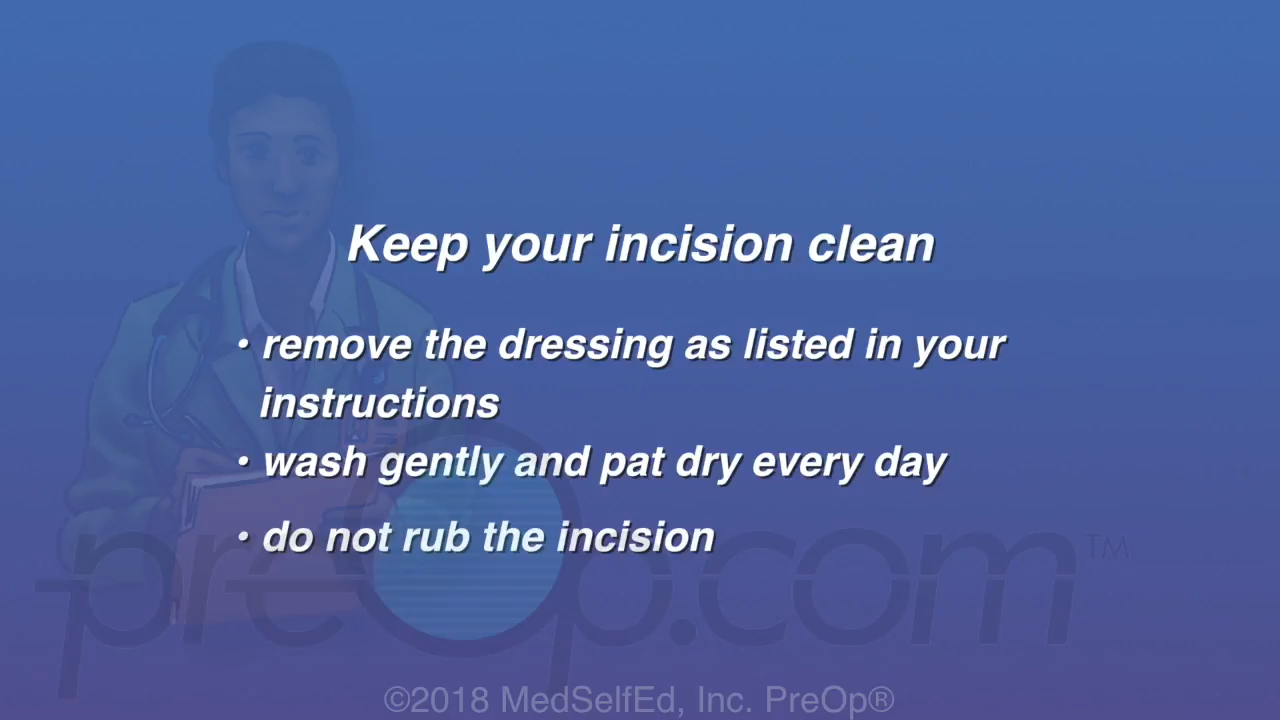 Keep your incision clean
• remove the dressing as listed in your
instructions
• wash gently and pat dry every day
• do not rub the incision
preOp.com™
©2018 MedSelfEd, Inc. PreOp®